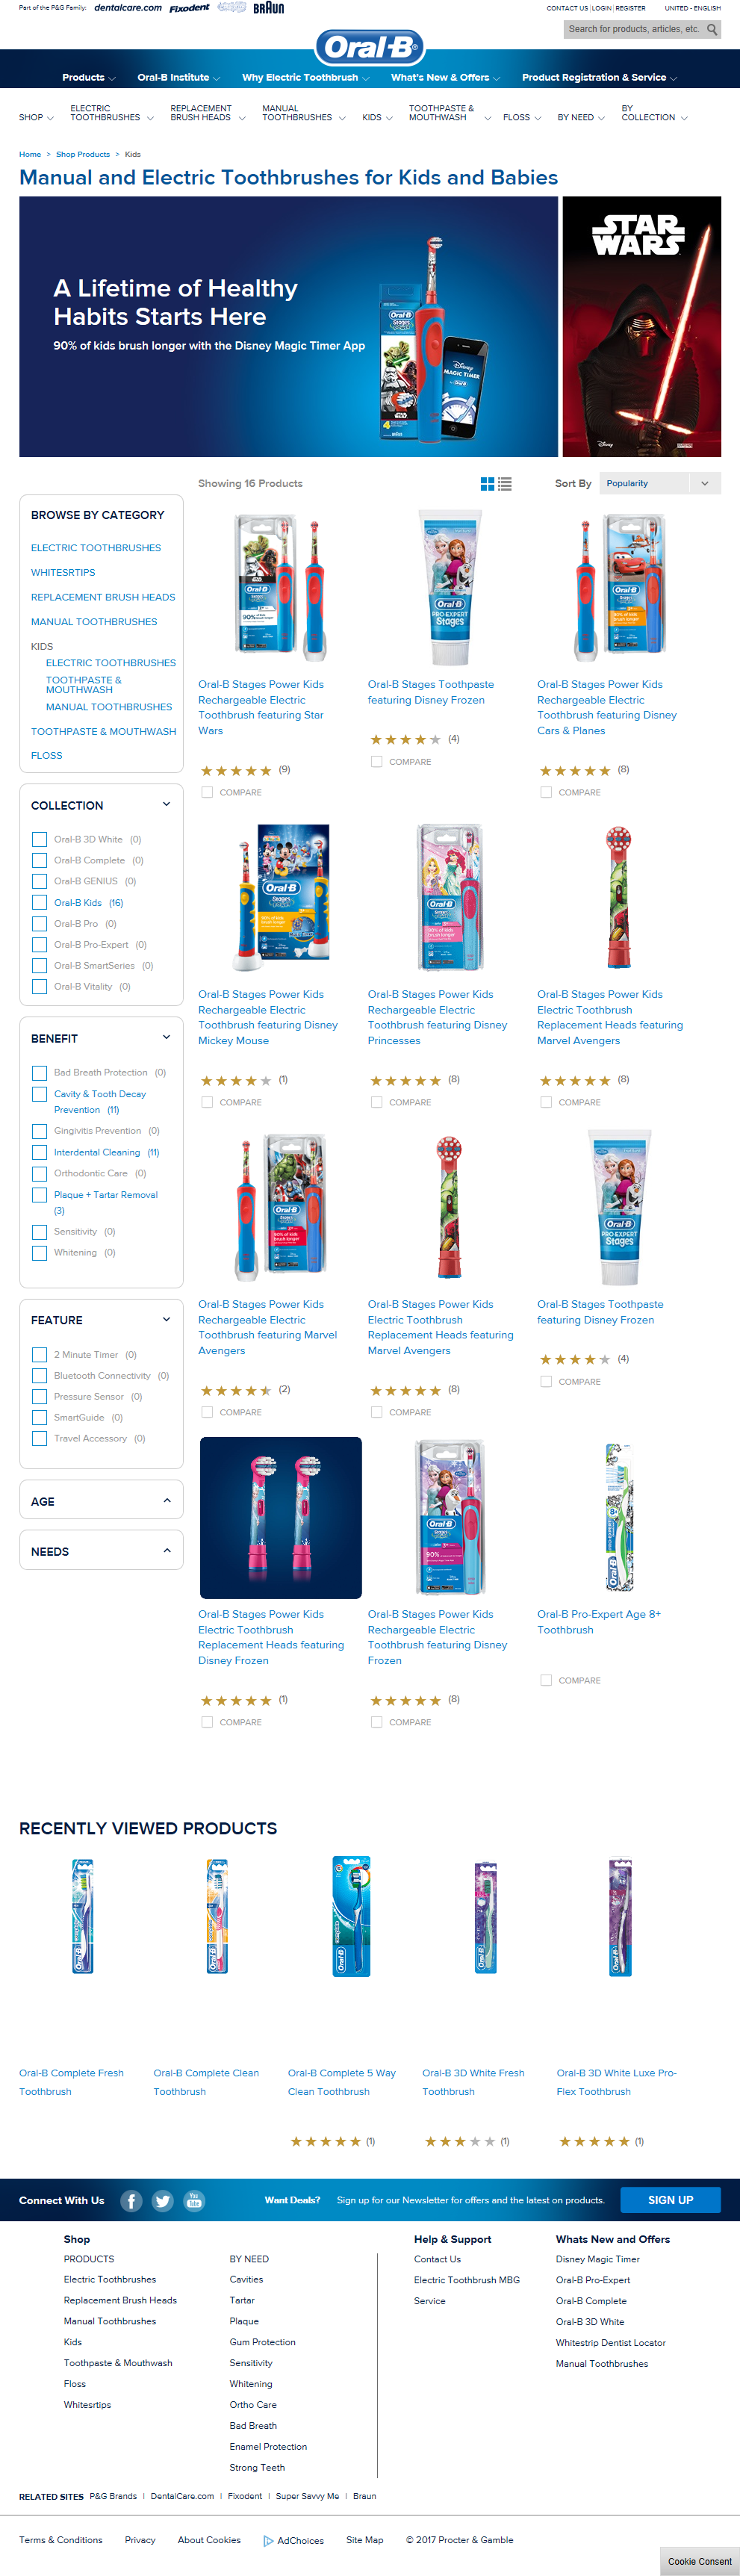 Part of the P&G Family: dentalcare.com Fixodent BRAUN
CONTACT US | LOGIN | REGISTER UNITED - ENGLISH
Search for products, articles, etc.
Oral-B
Products Oral-B Institute Why Electric Toothbrush What's New & Offers Product Registration & Service
SHOP
ELECTRIC TOOTHBRUSHES
REPLACEMENT BRUSH HEADS
MANUAL TOOTHBRUSHES
KIDS
TOOTHPASTE & MOUTHWASH
FLOSS
BY NEED
BY COLLECTION
Home > Shop Products > Kids
Manual and Electric Toothbrushes for Kids and Babies
A Lifetime of Healthy
Habits Starts Here
90% of kids brush longer with the Disney Magic Timer App
Oral-B
Stages
Disney
MAGIC TIMER
STAR
WARS
Disney
Showing 16 Products
Sort By Popularity
BROWSE BY CATEGORY
ELECTRIC TOOTHBRUSHES
WHITESRTIPS
REPLACEMENT BRUSH HEADS
MANUAL TOOTHBRUSHES
KIDS
ELECTRIC TOOTHBRUSHES
TOOTHPASTE &
MOUTHWASH
MANUAL TOOTHBRUSHES
TOOTHPASTE & MOUTHWASH
FLOSS
COLLECTION
Oral-B 3D White (0)
Oral-B Complete (0)
Oral-B GENIUS (0)
Oral-B Kids (16)
Oral-B Pro (0)
Oral-B Pro-Expert (0)
Oral-B SmartSeries (0)
Oral-B Vitality (0)
BENEFIT
Bad Breath Protection (0)
Cavity & Tooth Decay
Prevention (11)
Gingivitis Prevention (0)
Interdental Cleaning (11)
Orthodontic Care (0)
Plaque + Tartar Removal
(3)
Sensitivity (0)
Whitening (0)
FEATURE
2 Minute Timer (0)
Bluetooth Connectivity (0)
Pressure Sensor (0)
SmartGuide (0)
Travel Accessory (0)
AGE
NEEDS
Oral-B Stages Power Kids
Rechargeable Electric
Toothbrush featuring Star
Wars
(9)
COMPARE
Oral-B
PRO-EXPERT
Stages
Oral-B Stages Toothpaste
featuring Disney Frozen
(4)
COMPARE
Oral-B Stages Power Kids
Rechargeable Electric
Toothbrush featuring Disney
Cars & Planes
(8)
COMPARE
Oral-B Stages Power Kids
Rechargeable Electric
Toothbrush featuring Disney
Mickey Mouse
(1)
COMPARE
Oral-B Stages Power Kids
Rechargeable Electric
Toothbrush featuring Disney
Princesses
(8)
COMPARE
Oral-B Stages Power Kids
Electric Toothbrush
Replacement Heads featuring
Marvel Avengers
(8)
COMPARE
Oral-B Stages Power Kids
Rechargeable Electric
Toothbrush featuring Marvel
Avengers
(2)
COMPARE
Oral-B Stages Power Kids
Electric Toothbrush
Replacement Heads featuring
Marvel Avengers
(8)
COMPARE
Oral-B
PRO-EXPERT
Stages
Oral-B Stages Toothpaste
featuring Disney Frozen
(4)
COMPARE
Oral-B Stages Power Kids
Electric Toothbrush
Replacement Heads featuring
Disney Frozen
(1)
COMPARE
Oral-B Stages Power Kids
Rechargeable Electric
Toothbrush featuring Disney
Frozen
(8)
COMPARE
Oral-B Pro-Expert Age 8+
Toothbrush
COMPARE
RECENTLY VIEWED PRODUCTS
Oral-B Complete Fresh
Toothbrush
Oral-B Complete Clean
Toothbrush
Oral-B Complete 5 Way
Clean Toothbrush
(1)
Oral-B 3D White Fresh
Toothbrush
(1)
Oral-B 3D White Luxe Pro-
Flex Toothbrush
(1)
Connect With Us
You Tube
Want Deals? Sign up for our Newsletter for offers and the latest on products. SIGN UP
Shop
PRODUCTS
Electric Toothbrushes
Replacement Brush Heads
Manual Toothbrushes
Kids
Toothpaste & Mouthwash
Floss
Whitesrtips
BY NEED
Cavities
Tartar
Plaque
Gum Protection
Sensitivity
Whitening
Ortho Care
Bad Breath
Enamel Protection
Strong Teeth
Help & Support
Contact Us
Electric Toothbrush MBG
Service
Whats New and Offers
Disney Magic Timer
Oral-B Pro-Expert
Oral-B Complete
Oral-B 3D White
Whitestrip Dentist Locator
Manual Toothbrushes
RELATED SITES P&G Brands | DentalCare.com | Fixodent | Super Savvy Me | Braun
Terms & Conditions Privacy About Cookies AdChoices Site Map © 2017 Procter & Gamble
Cookie Consent